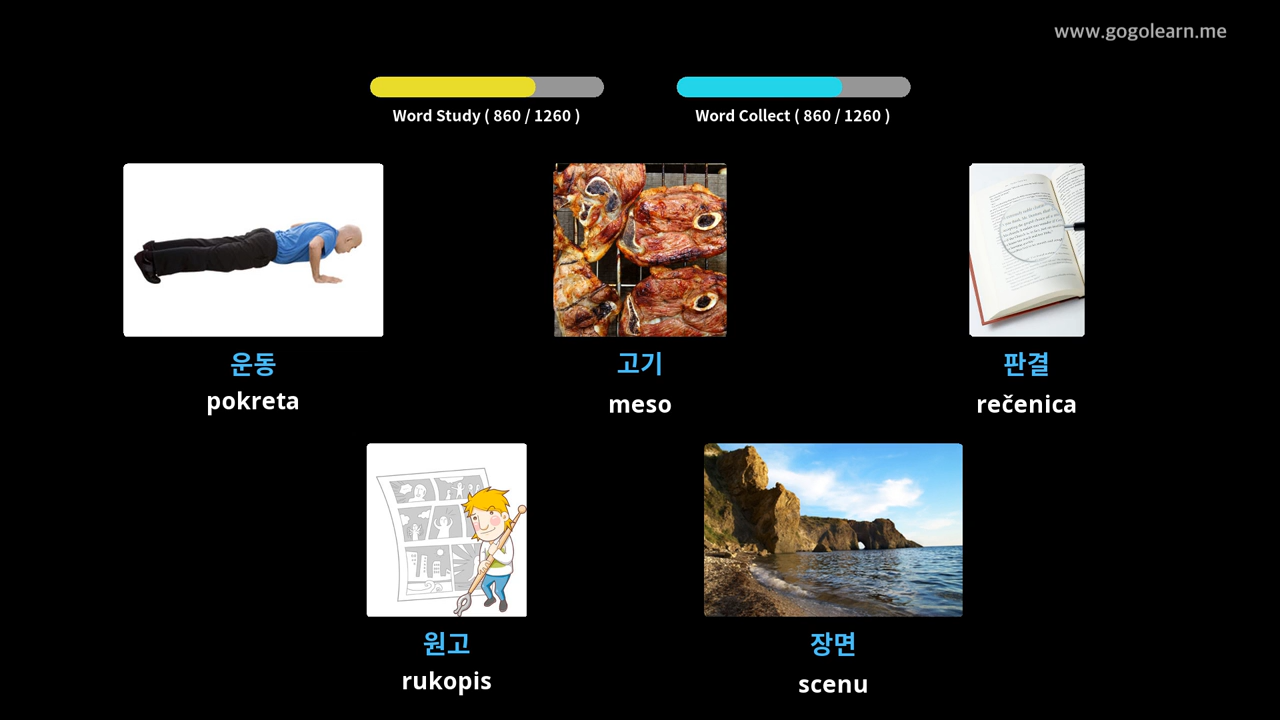 www.gogolearn.me
Word Study ( 860 / 1260 )
Word Collect ( 860 / 1260 )
운동
pokreta
고기
meso
판결
rečenica
원고
rukopis
장면
scenu